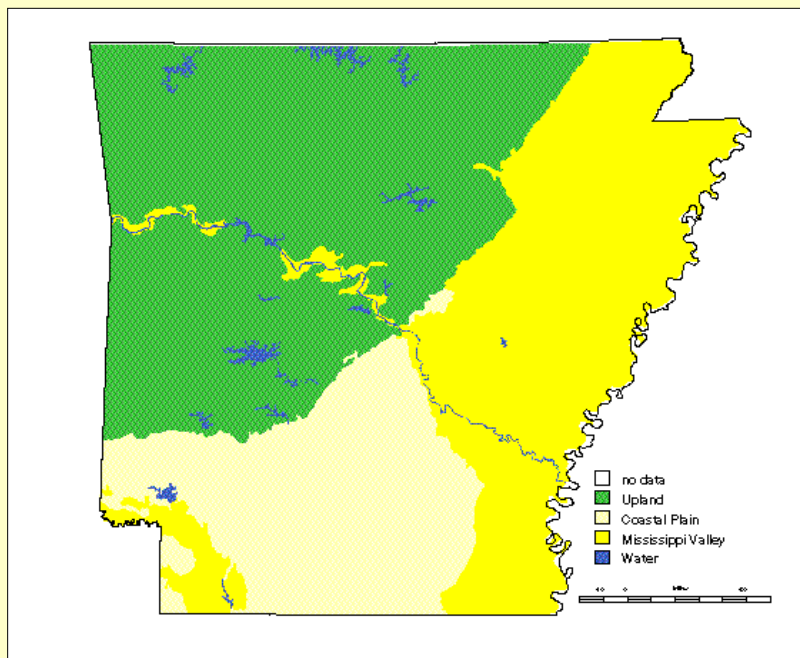 no data
Upland
Coastal Plain
Mississippi Valley
Water